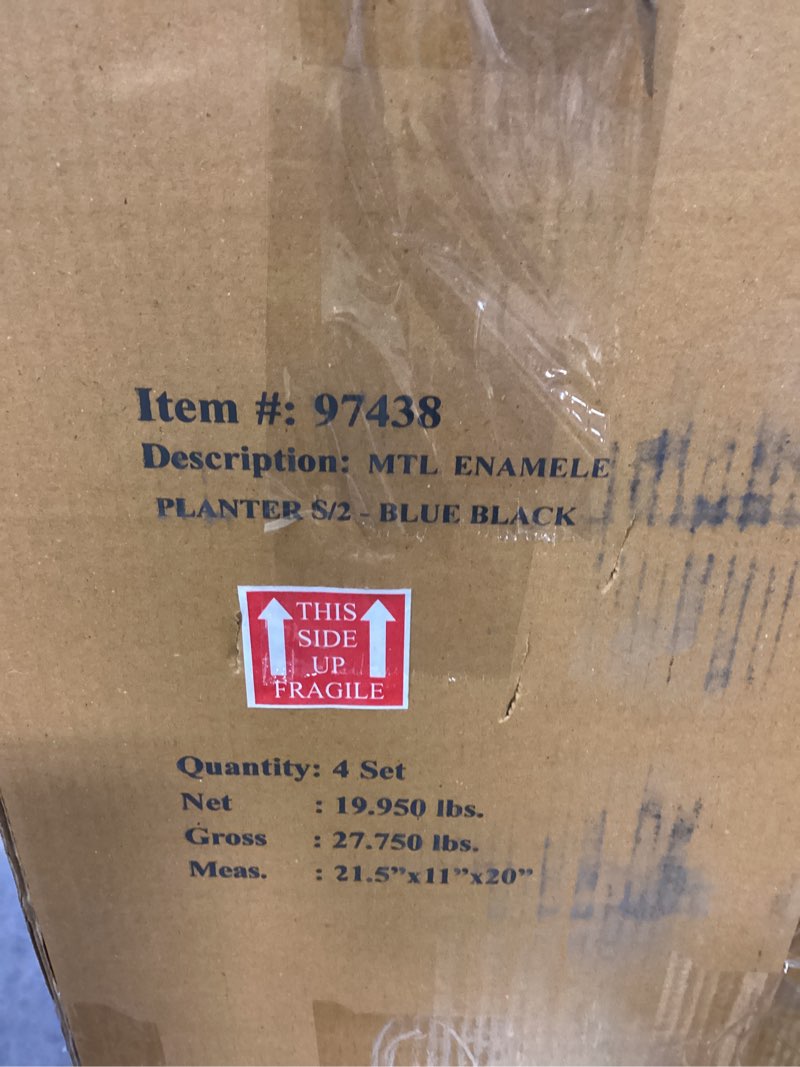 Item #: 97438
Description: MTL ENAMELE
PLANTER S/2 - BLUE BLACK
THIS
SIDE
UP
FRAGILE
Quantity: 4 Set
Net : 19.950 lbs.
Gross : 27.750 lbs.
Meas. : 21.5”x11”x20”